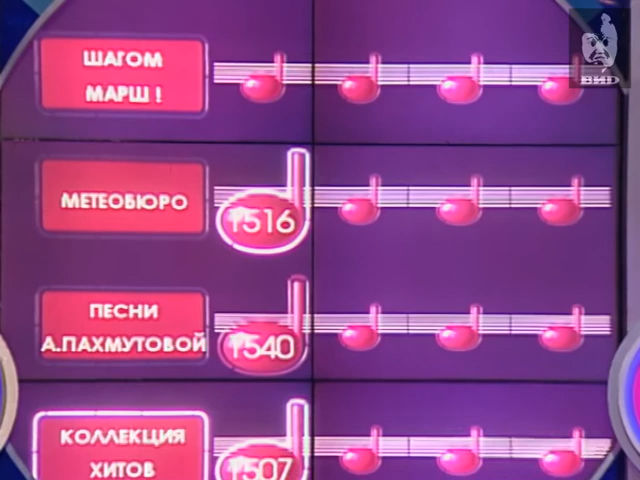 ВИD
ШАГОМ
МАРШ !
МЕТЕОБЮРО
1516
ПЕСНИ
А.ПАХМУТОВОЙ
1540
КОЛЛЕКЦИЯ
ХИТОВ
1507